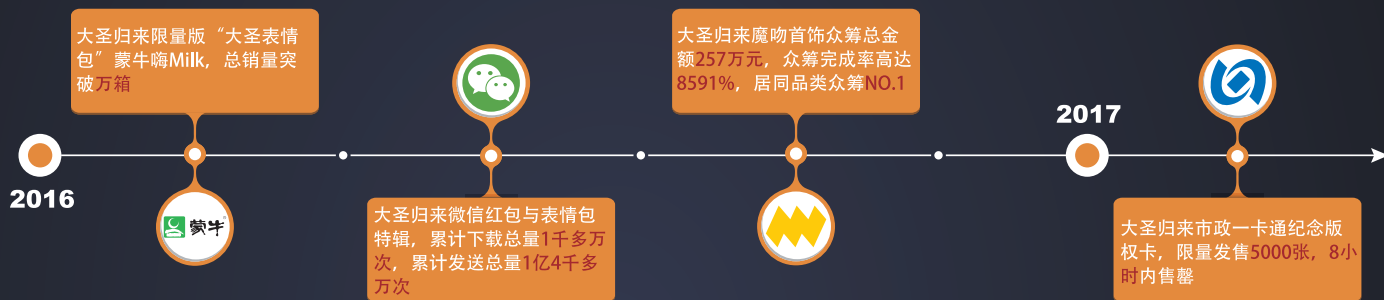 大圣归来限量版“大圣表情
包”蒙牛嗨Milk，总销量突
破万箱
2016
蒙牛
大圣归来微信红包与表情包
特辑，累计下载总量1千多万
次，累计发送总量1亿4千多
万次
大圣归来魔吻首饰众筹总金
额257万元，众筹完成率高达
8591%，居同品类众筹NO.1
2017
大圣归来市政一卡通纪念版
权卡，限量发售5000张，8小
时内售罄